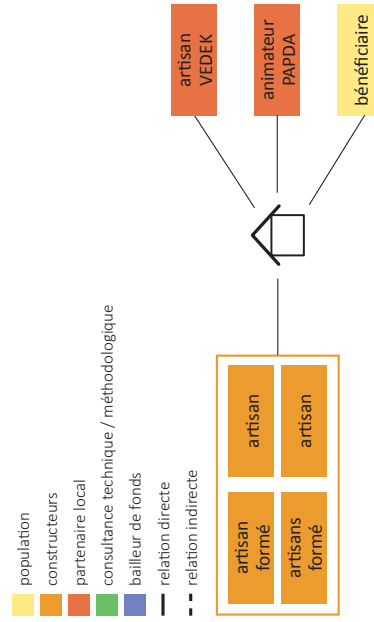 population
constructeurs
partenaire local
consultance technique / méthodologique
bailleur de fonds
relation directe
relation indirecte
artisan
formé
artisan
artisans
formé
artisan
artisan
VEDEK
animateur
PAPDA
bénéficiaire